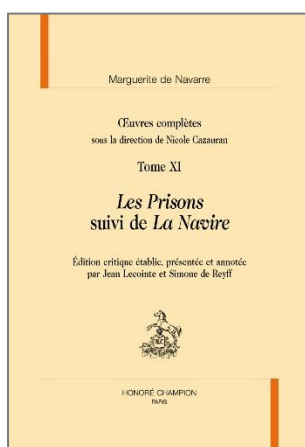 Marguerite de Navarre
Œuvres complètes
sous la direction de Nicole Cazauran
Tome XI
Les Prisons
suivi de La Navire
Édition critique établie, présentée et annotée
par Jean Lecointe et Simone de Reyff
HONORÉ CHAMPION
PARIS